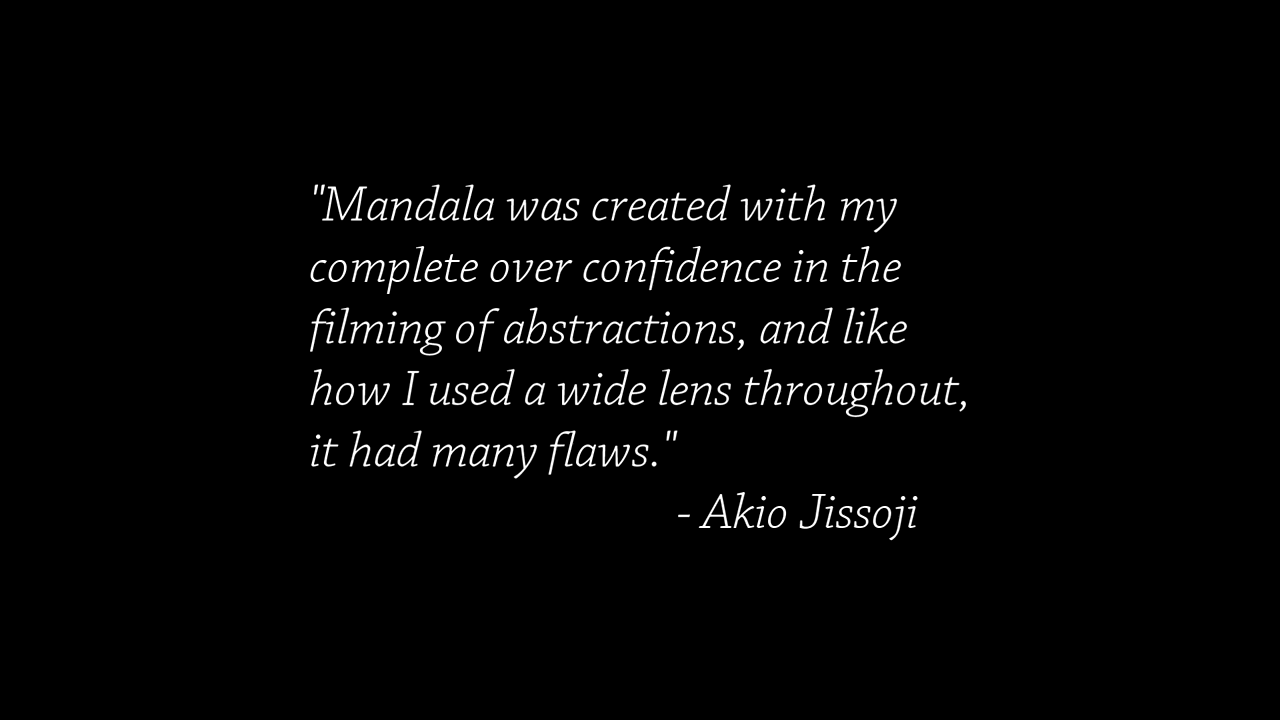 "Mandala was created with my
complete over confidence in the
filming of abstractions, and like
how I used a wide lens throughout,
it had many flaws."
- Akio Jissoji